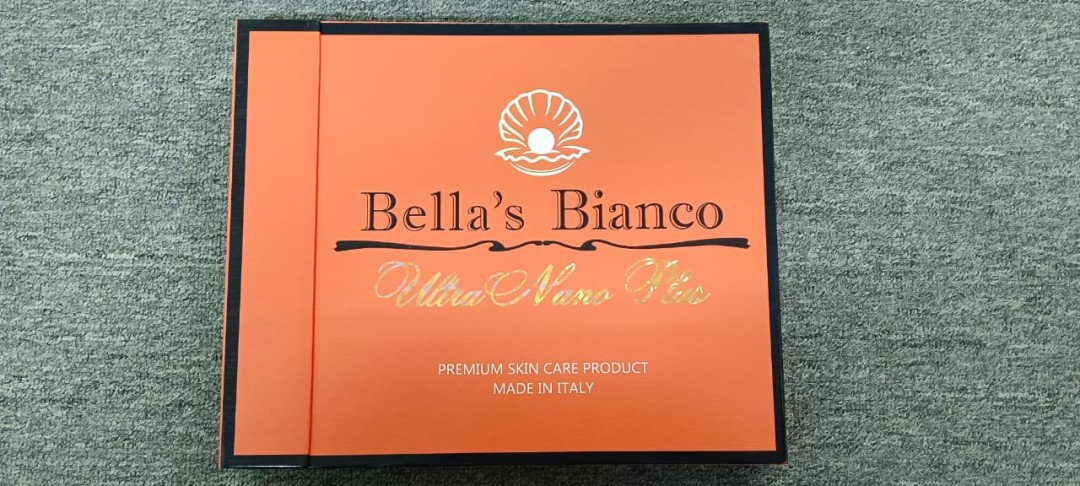 Bella's Bianco
Ultra Nano Plus
PREMIUM SKIN CARE PRODUCT
MADE IN ITALY